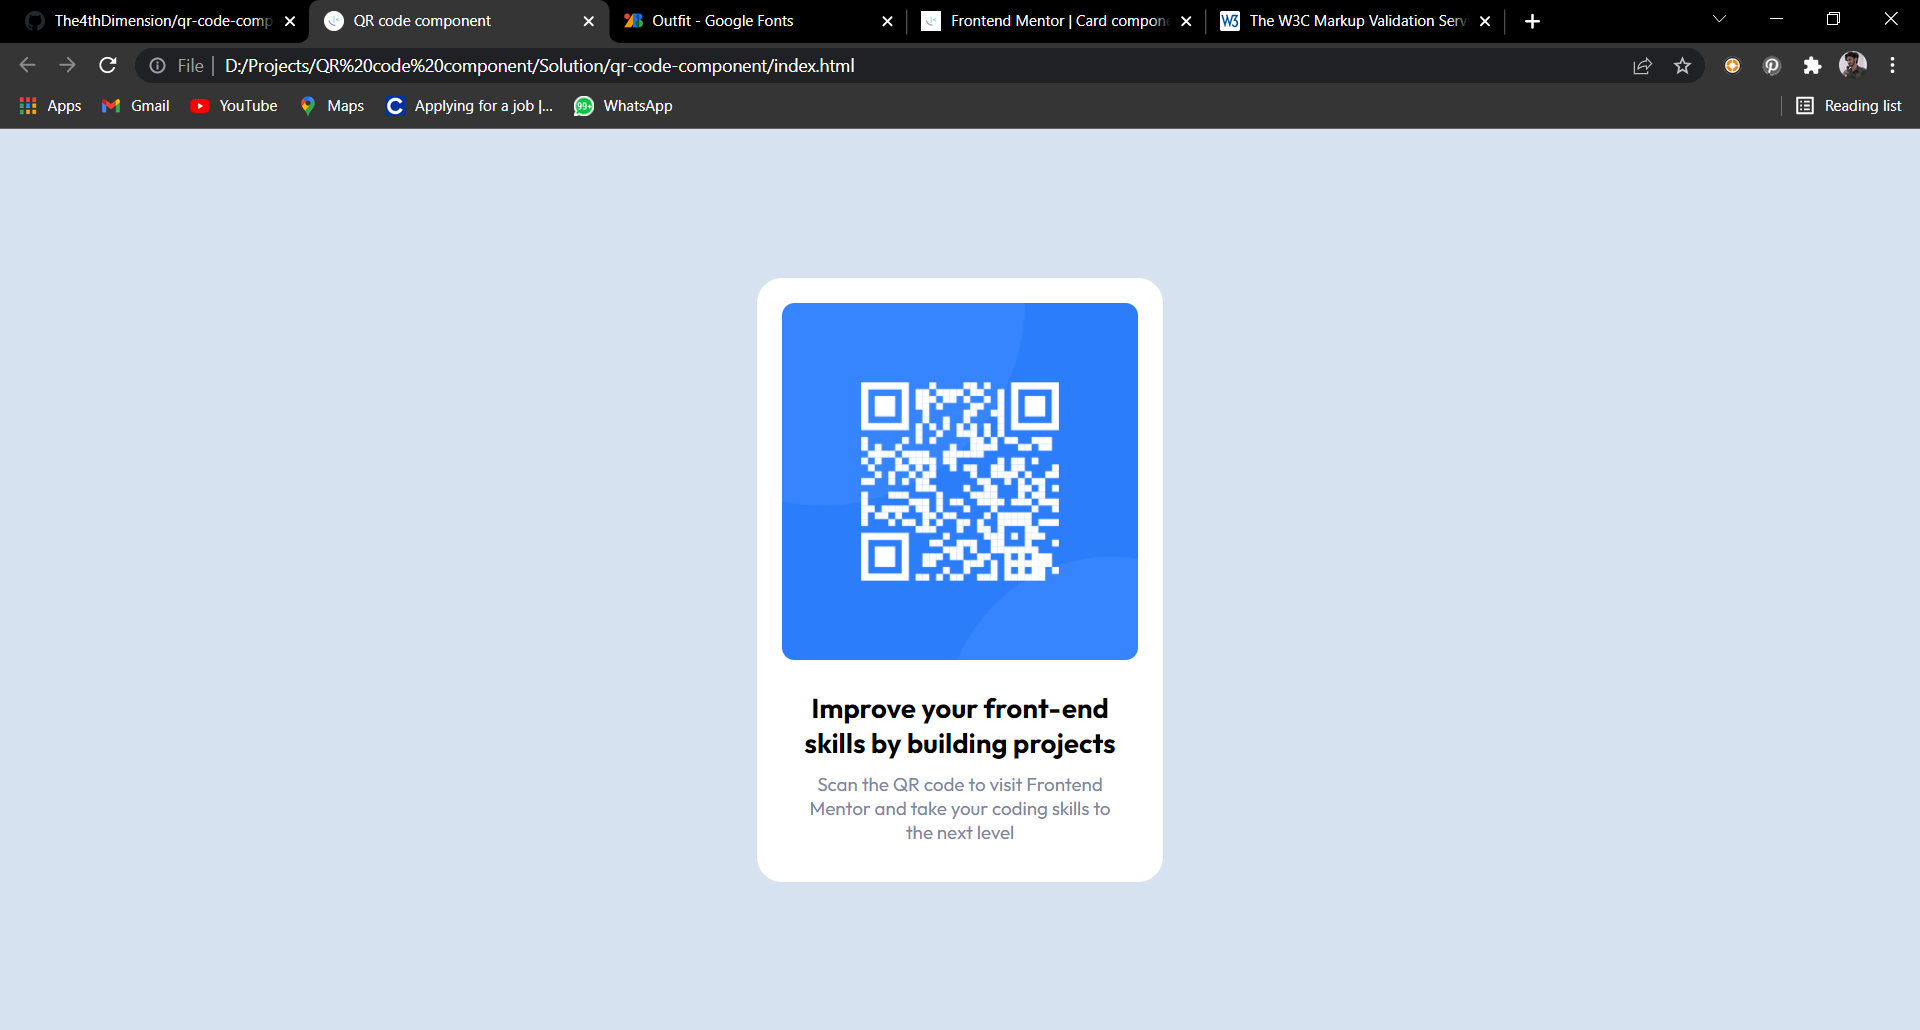 The4thDimension/qr-code-comp
QR code component
Outfit - Google Fonts
Frontend Mentor | Card compone
The W3C Markup Validation Serv
File
D:/Projects/QR%20code%20component/Solution/qr-code-component/index.html
Apps
Gmail
YouTube
Maps
Applying for a job |...
99+
WhatsApp
Reading list
Improve your front-end
skills by building projects
Scan the QR code to visit Frontend
Mentor and take your coding skills to
the next level